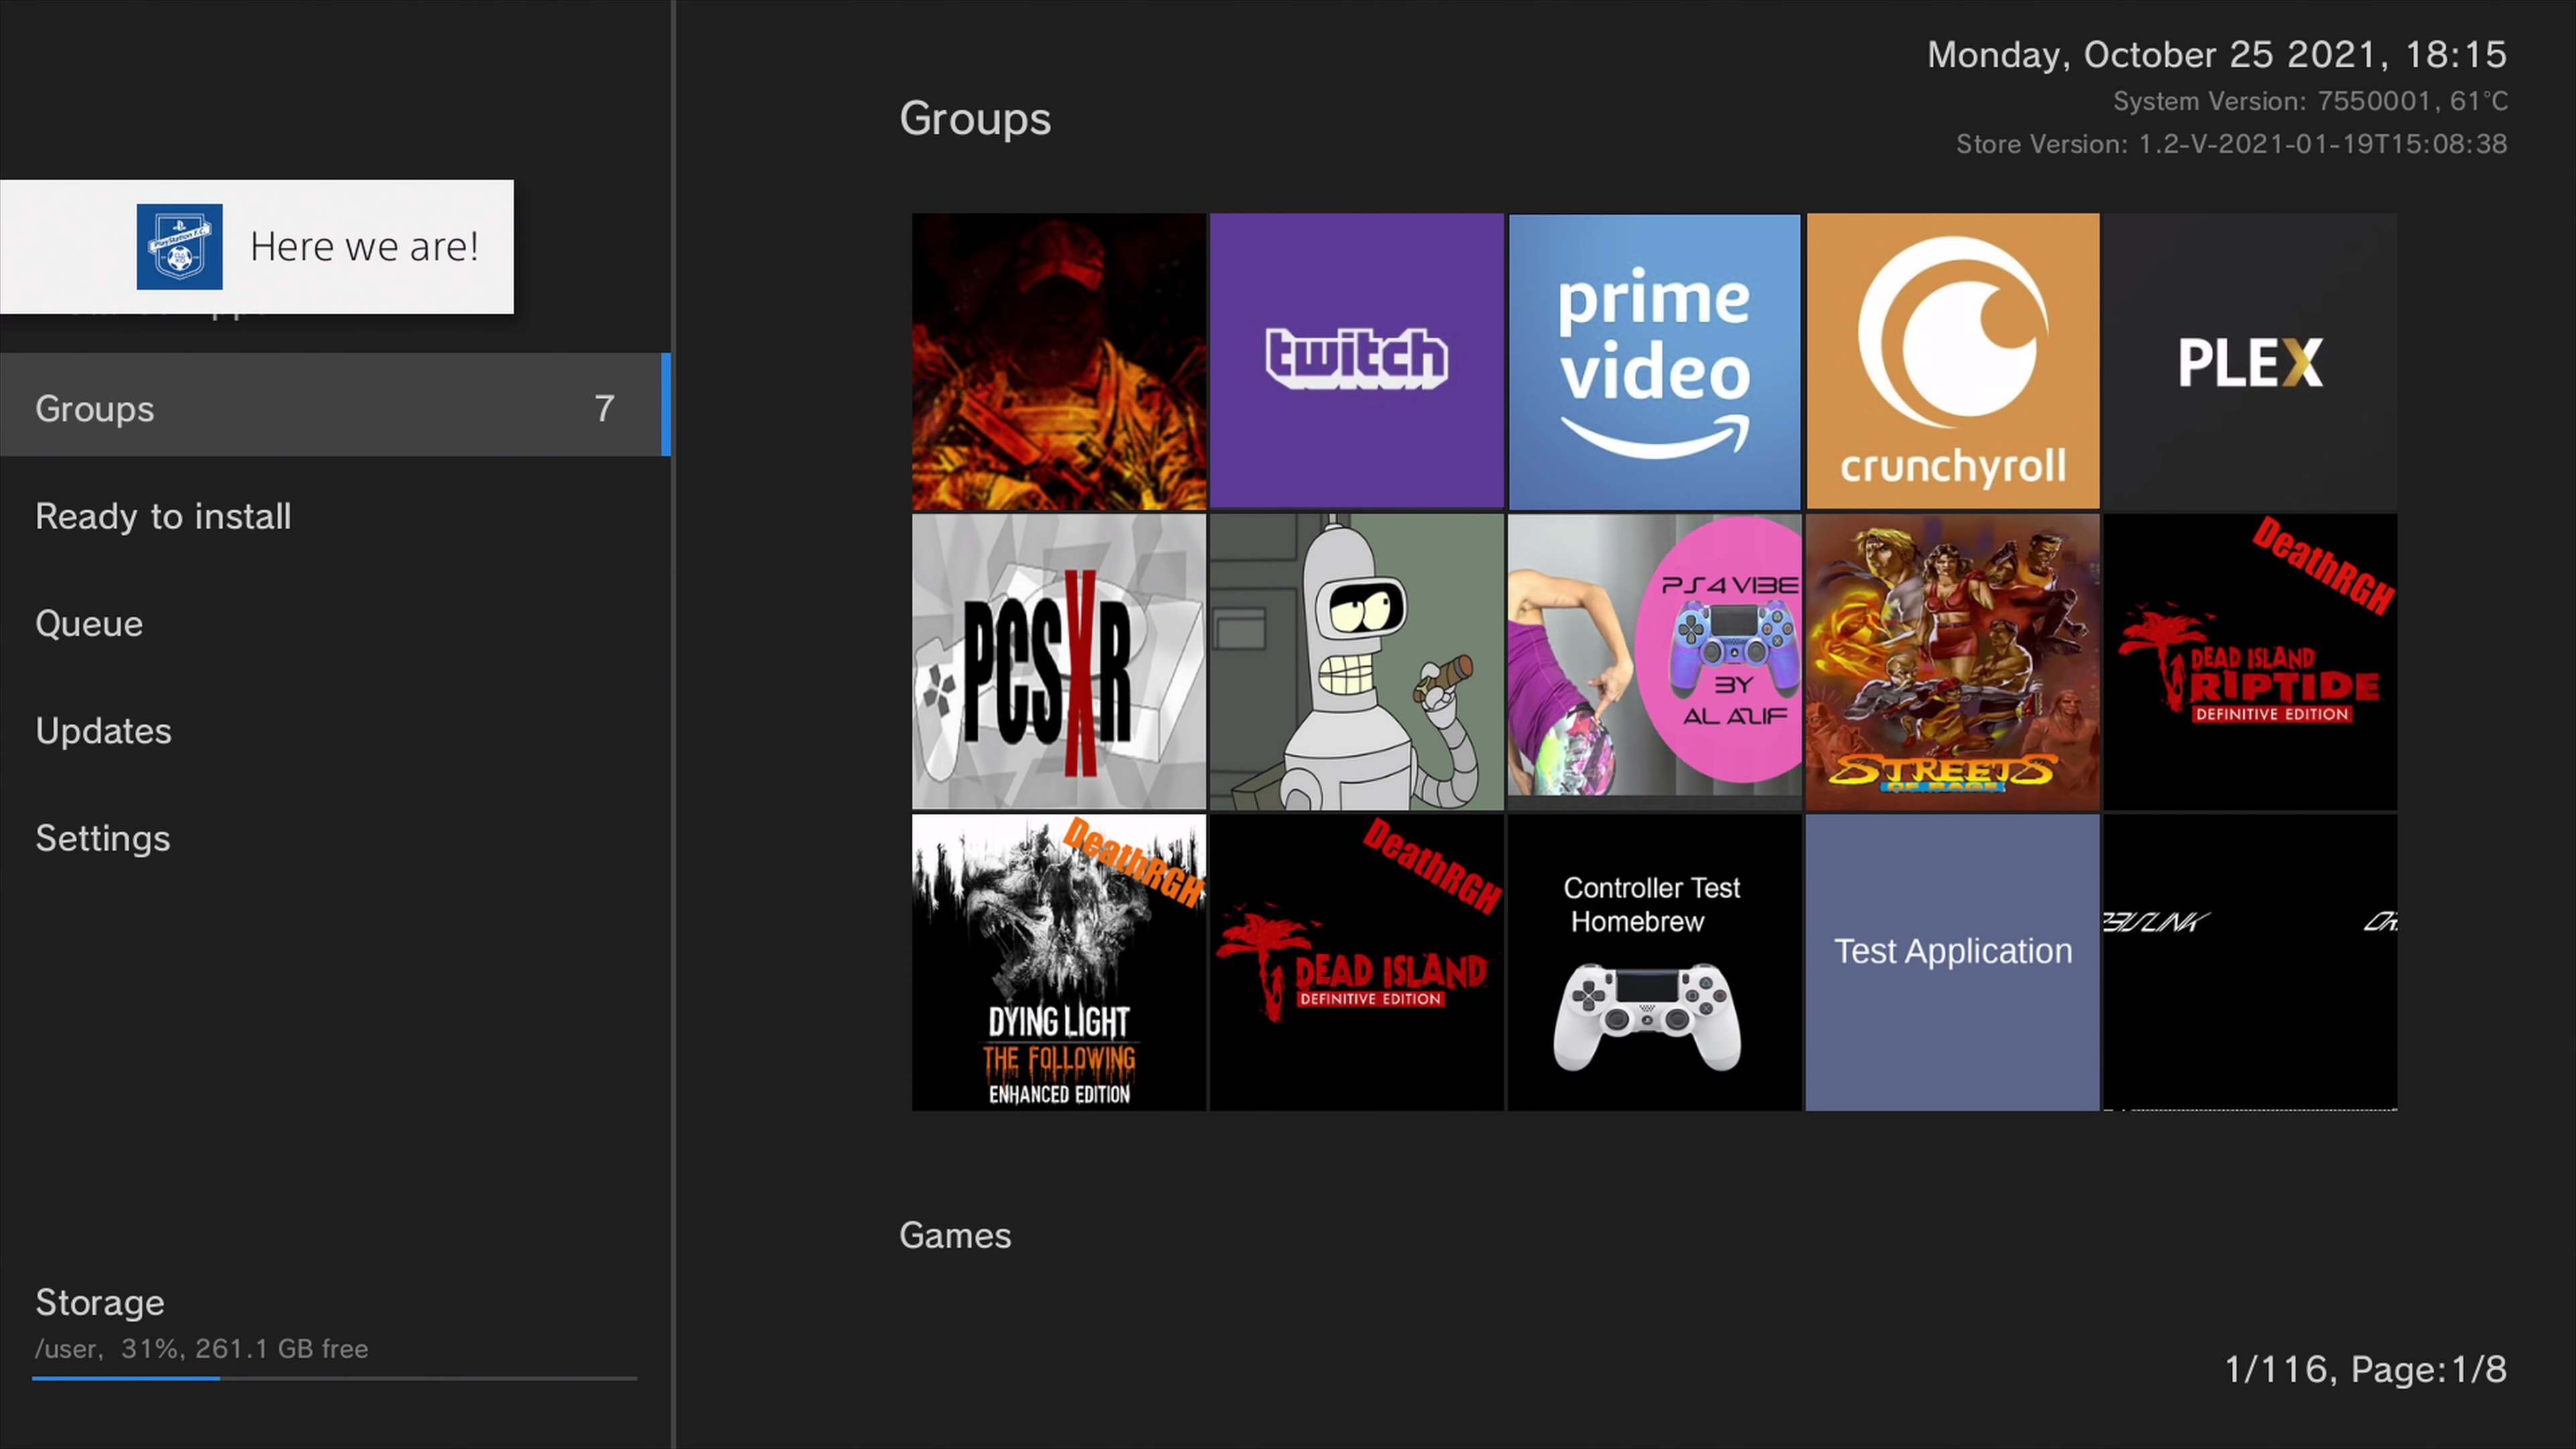 Monday, October 25 2021, 18:15
System Version: 7550001, 61°C
Store Version: 1.2-V-2021-01-19T15:08:38
Groups
PlayStation F.C.
Here we are!
Groups 7
Ready to install
Queue
Updates
Settings
Storage
/user, 31%, 261.1 GB free
twitch
prime
video
crunchyroll
PLEX
PCSXR
PS4 VIBE
BY
AL AZIF
STREETS
OF RAGE
DeathRGH
DEAD ISLAND
RIPTIDE
DEFINITIVE EDITION
DeathRGH
DYING LIGHT
THE FOLLOWING
ENHANCED EDITION
DeathRGH
DEAD ISLAND
DEFINITIVE EDITION
Controller Test
Homebrew
Test Application
Games
1/116, Page:1/8